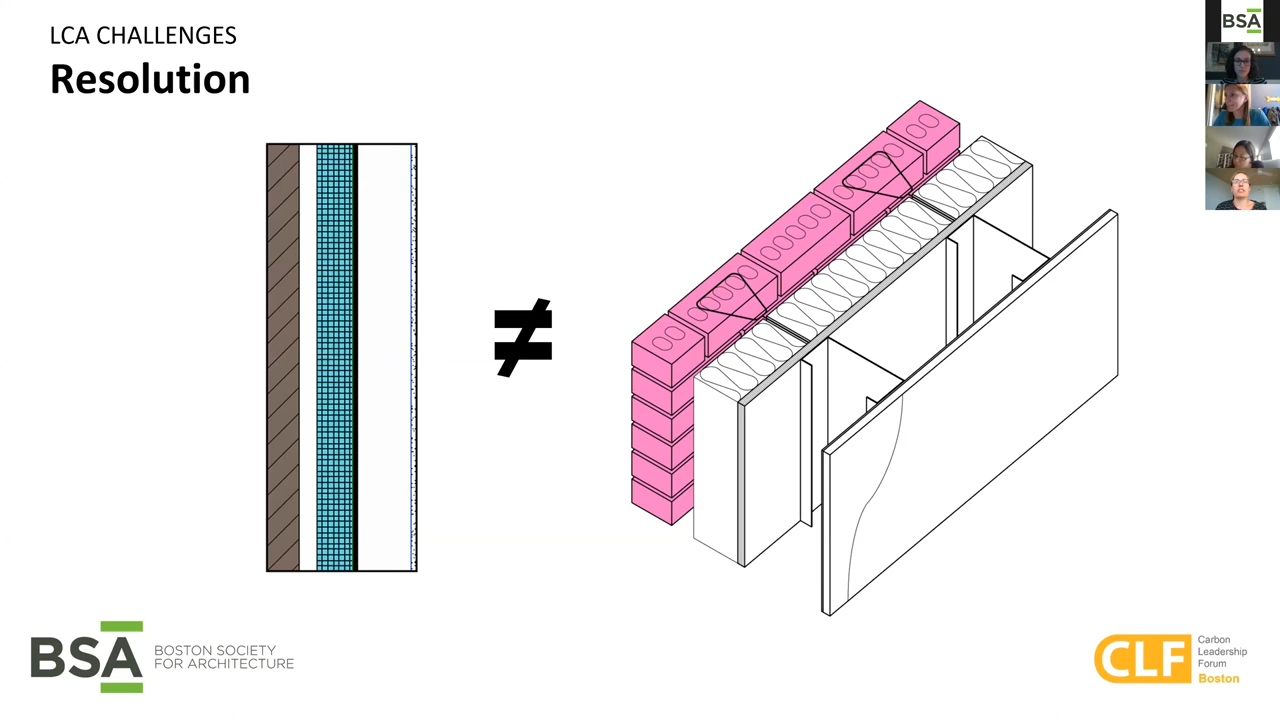 LCA CHALLENGES
Resolution
BSA
≠
BSA
BOSTON SOCIETY
FOR ARCHITECTURE
CLF
Carbon
Leadership
Forum
Boston